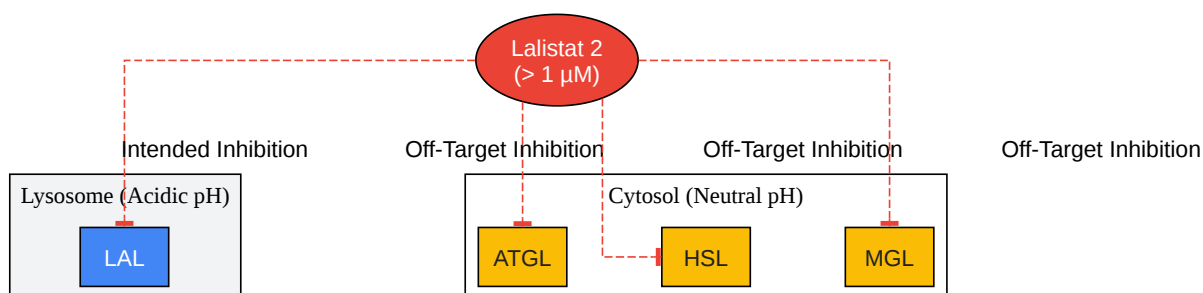 Lalistat 2
(> 1 µM)
Intended Inhibition
Off-Target Inhibition
Off-Target Inhibition
Off-Target Inhibition
Lysosome (Acidic pH)
Cytosol (Neutral pH)
LAL
ATGL
HSL
MGL